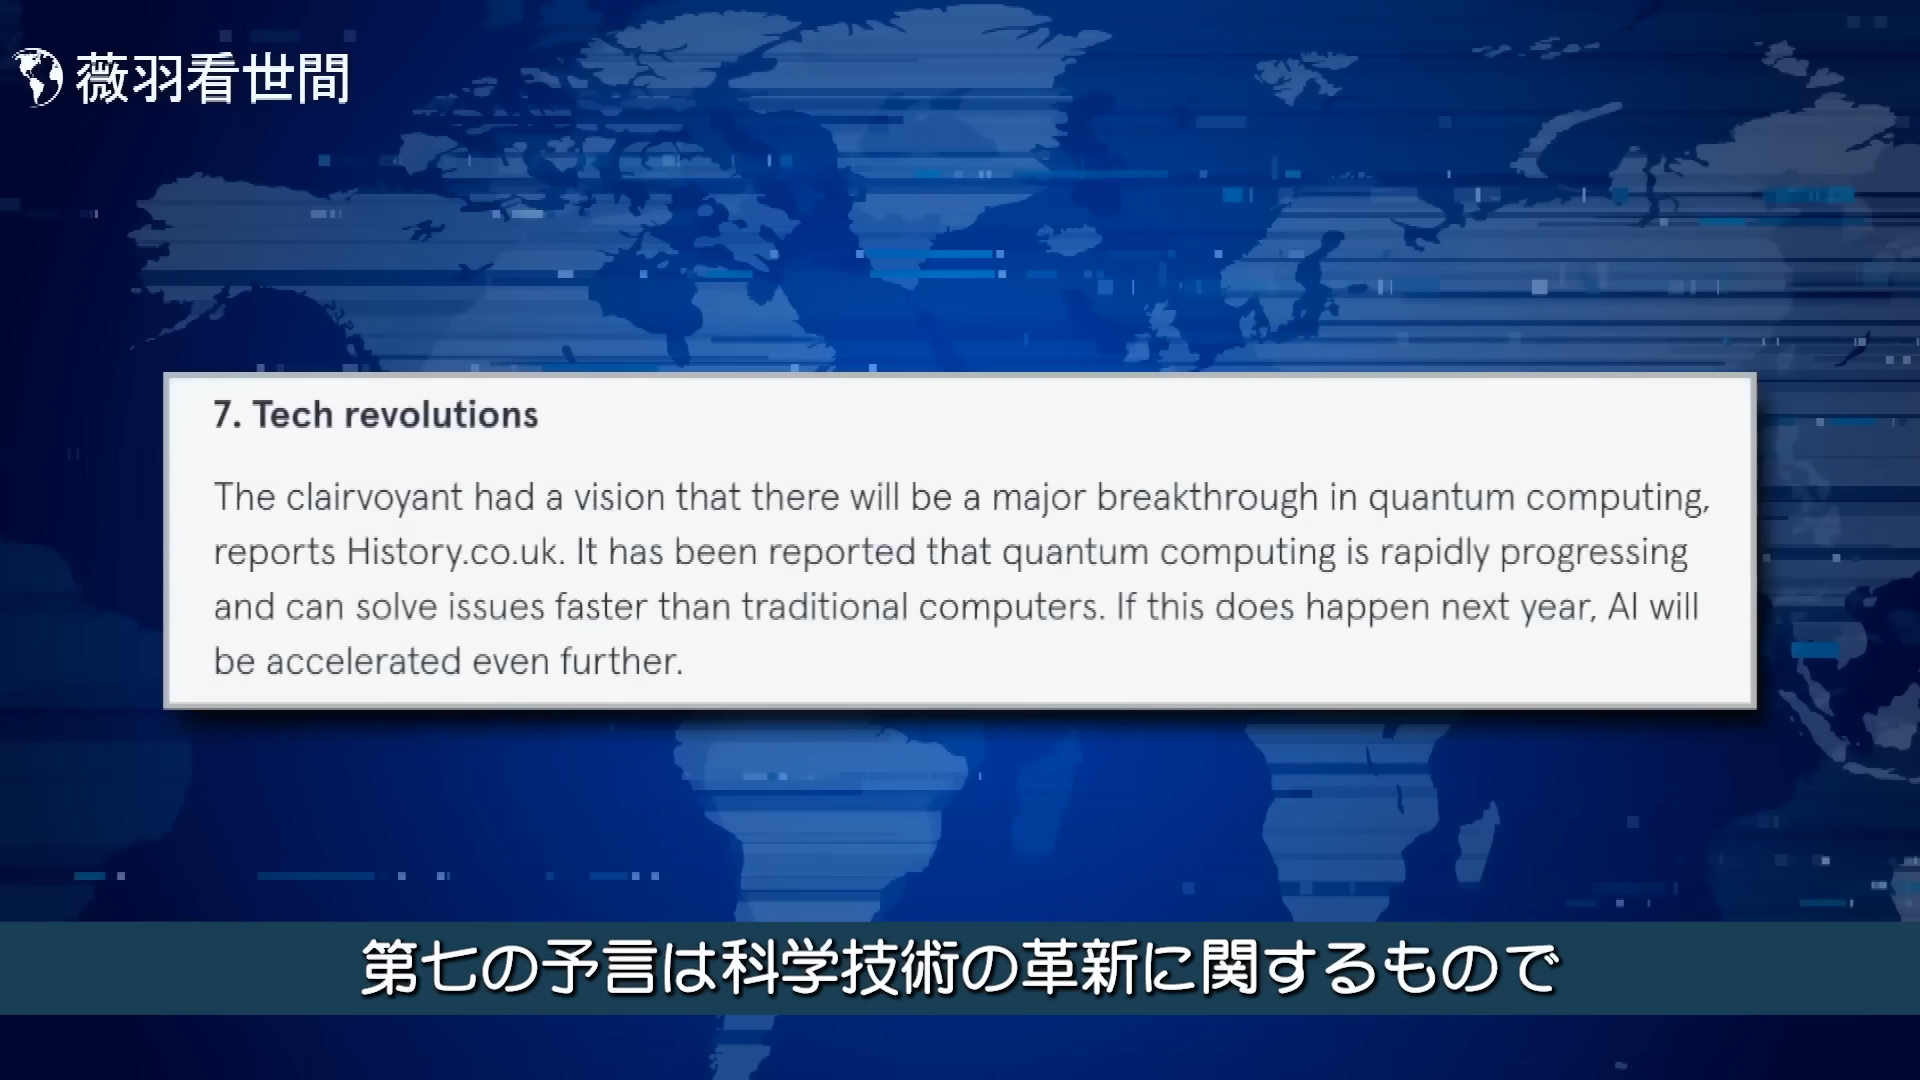 薇羽看世間
7. Tech revolutions
The clairvoyant had a vision that there will be a major breakthrough in quantum computing,
reports History.co.uk. It has been reported that quantum computing is rapidly progressing
and can solve issues faster than traditional computers. If this does happen next year, AI will
be accelerated even further.
第七の予言は科学技術の革新に関するもので